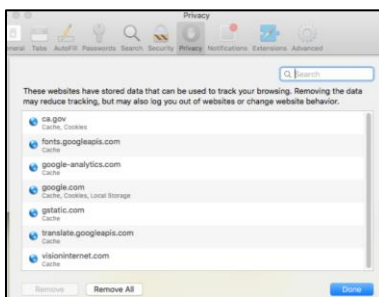 Privacy
neral Tabs AutoFill Passwords Search Security Privacy Notifications Extensions Advanced
Search
These websites have stored data that can be used to track your browsing. Removing the data
may reduce tracking, but may also log you out of websites or change website behavior.
ca.gov
Cache, Cookies
fonts.googleapis.com
Cache
google-analytics.com
Cache
google.com
Cache, Cookies, Local Storage
gstatic.com
Cache
translate.googleapis.com
Cache
visioninternet.com
Cache
Remove Remove All Done